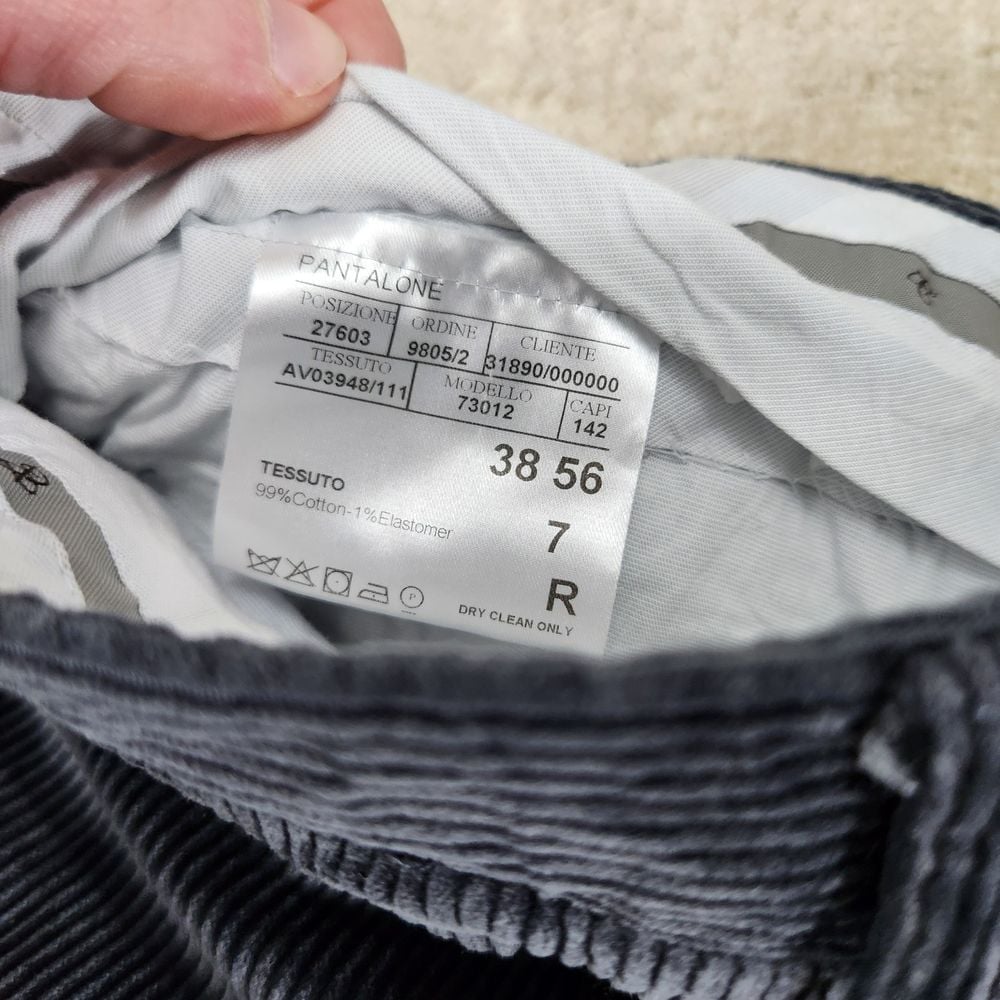 PANTALONE
POSIZIONE ORDINE CLIENTE
27603 9805/2 31890/000000
TESSUTO MODELLO CAPI
AV03948/111 73012 142
38 56
TESSUTO
99%Cotton-1%Elastomer
7
R
P
DRY CLEAN ONLY